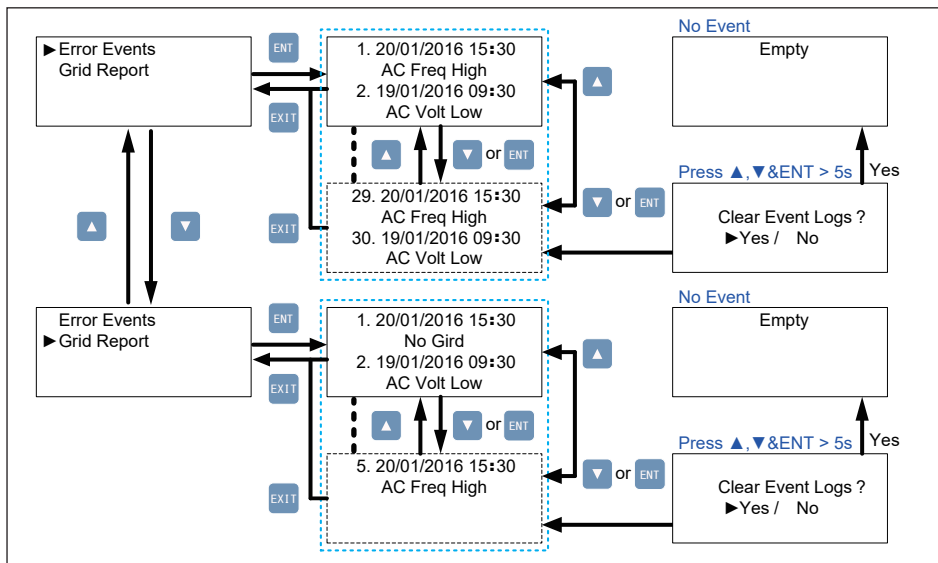 ►Error Events
Grid Report
ENT
EXIT
1. 20/01/2016 15:30
AC Freq High
2. 19/01/2016 09:30
AC Volt Low
▲
▼ or ENT
29. 20/01/2016 15:30
AC Freq High
30. 19/01/2016 09:30
AC Volt Low
EXIT
▲
▼ or ENT
No Event
Empty
Press ▲,▼&ENT > 5s
Yes
Clear Event Logs ?
►Yes / No
▲
▼
Error Events
►Grid Report
ENT
EXIT
1. 20/01/2016 15:30
No Gird
2. 19/01/2016 09:30
AC Volt Low
▲
▼ or ENT
5. 20/01/2016 15:30
AC Freq High
EXIT
▲
▼ or ENT
No Event
Empty
Press ▲,▼&ENT > 5s
Yes
Clear Event Logs ?
►Yes / No